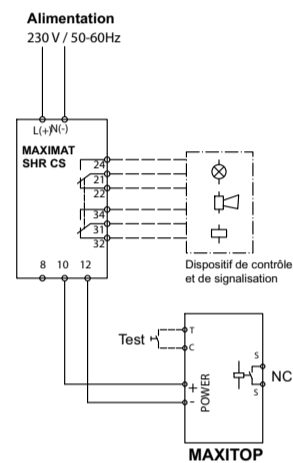 Alimentation
230 V / 50-60Hz
L(+)N(-)
MAXIMAT
SHR CS
24
21
22
34
31
32
8 10 12
Dispositif de contrôle
et de signalisation
Test
T
C
S
S
NC
+
-
POWER
MAXITOP